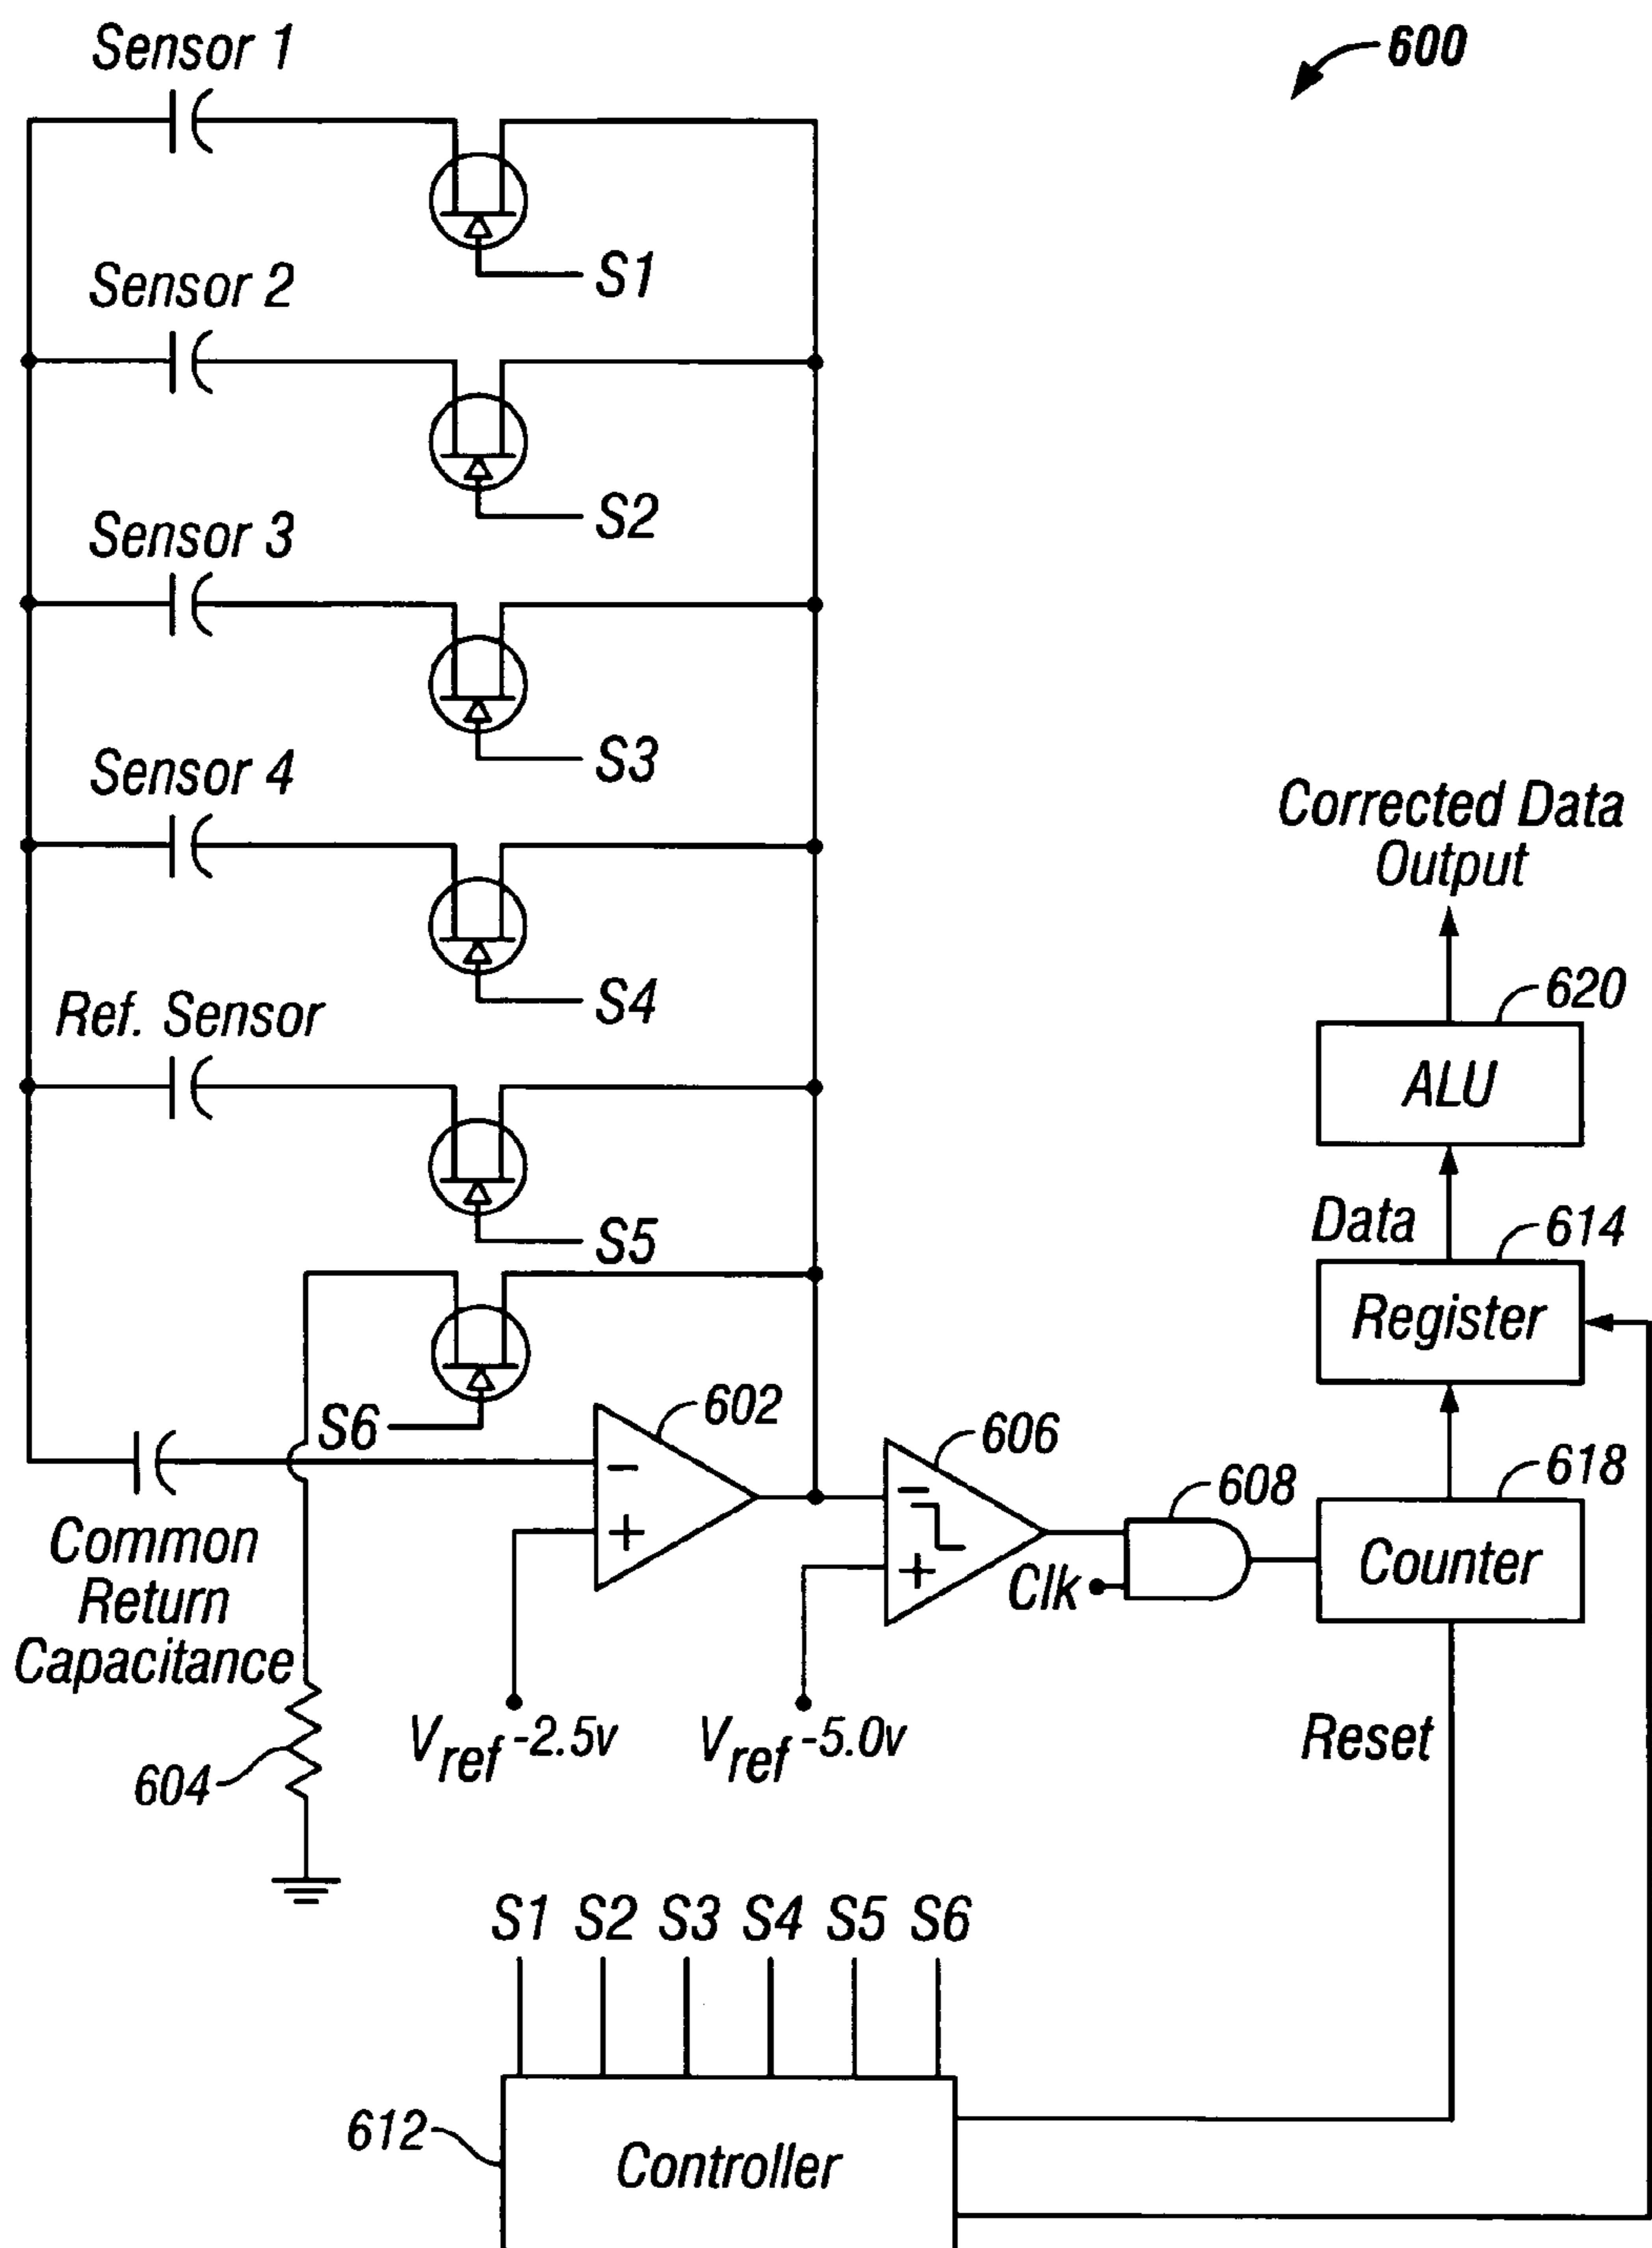 Sensor 1
600
S1
Sensor 2
S2
Sensor 3
S3
Sensor 4
S4
Corrected Data
Output
Ref. Sensor
620
ALU
S5
Data
614
Register
S6
602
606
608
618
Counter
Clk
Common
Return
Capacitance
604
Vref -2.5v
Vref -5.0v
Reset
S1 S2 S3 S4 S5 S6
612
Controller
−
+
−
+